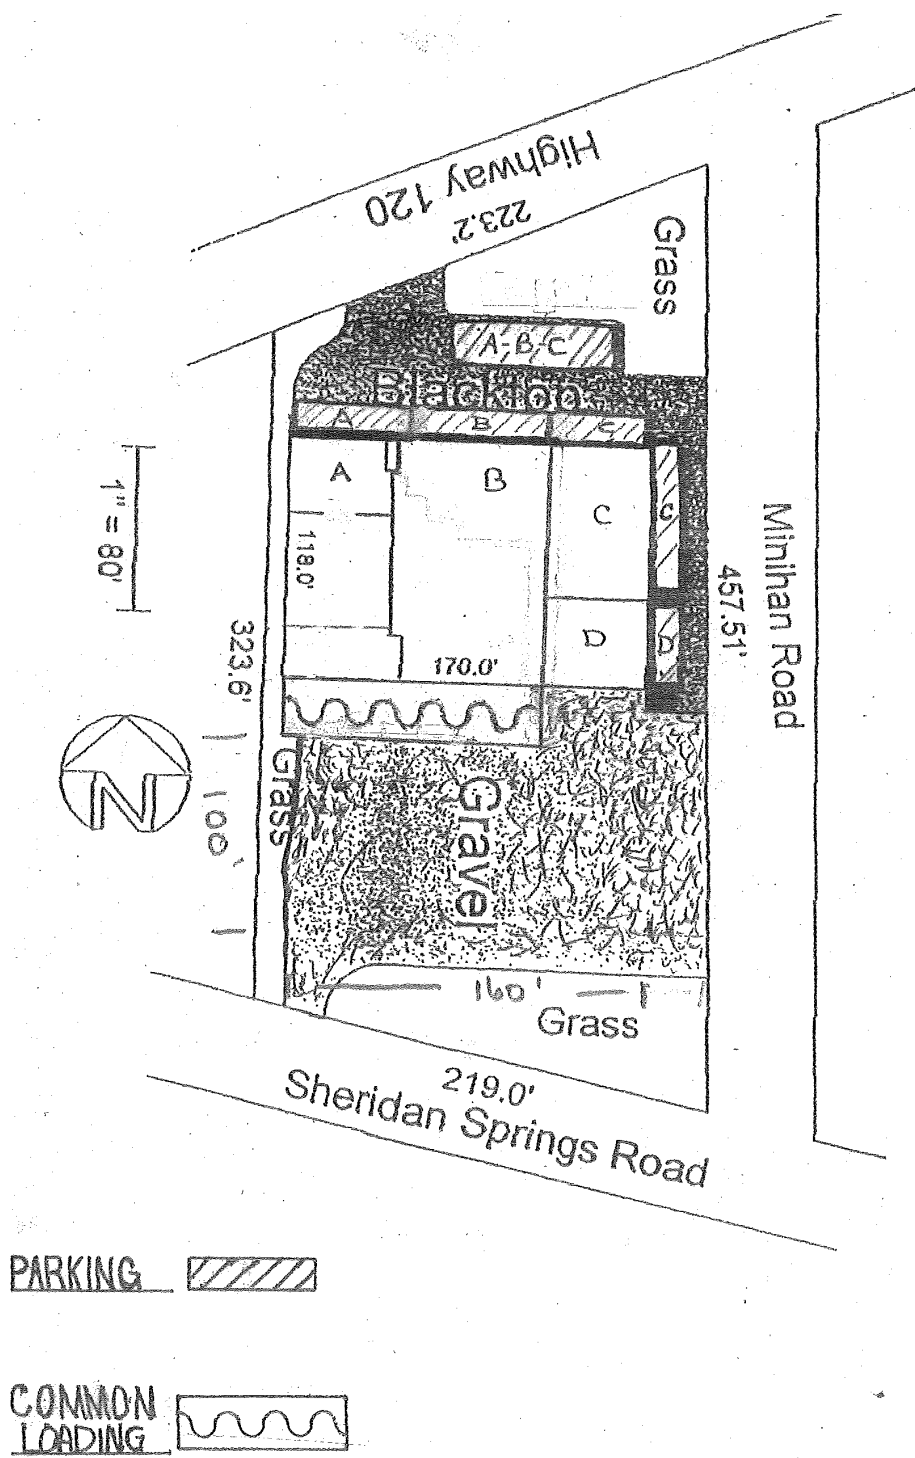 Highway 120
223.2'
Grass
A-B-C
Blacktop
A
B
C
A
B
C
C
118.0'
1" = 80'
Minihan Road
457.51'
D
D
323.6'
170.0'
N
Grass
100'
Gravel
160'
Grass
219.0'
Sheridan Springs Road
PARKING
COMMON
LOADING